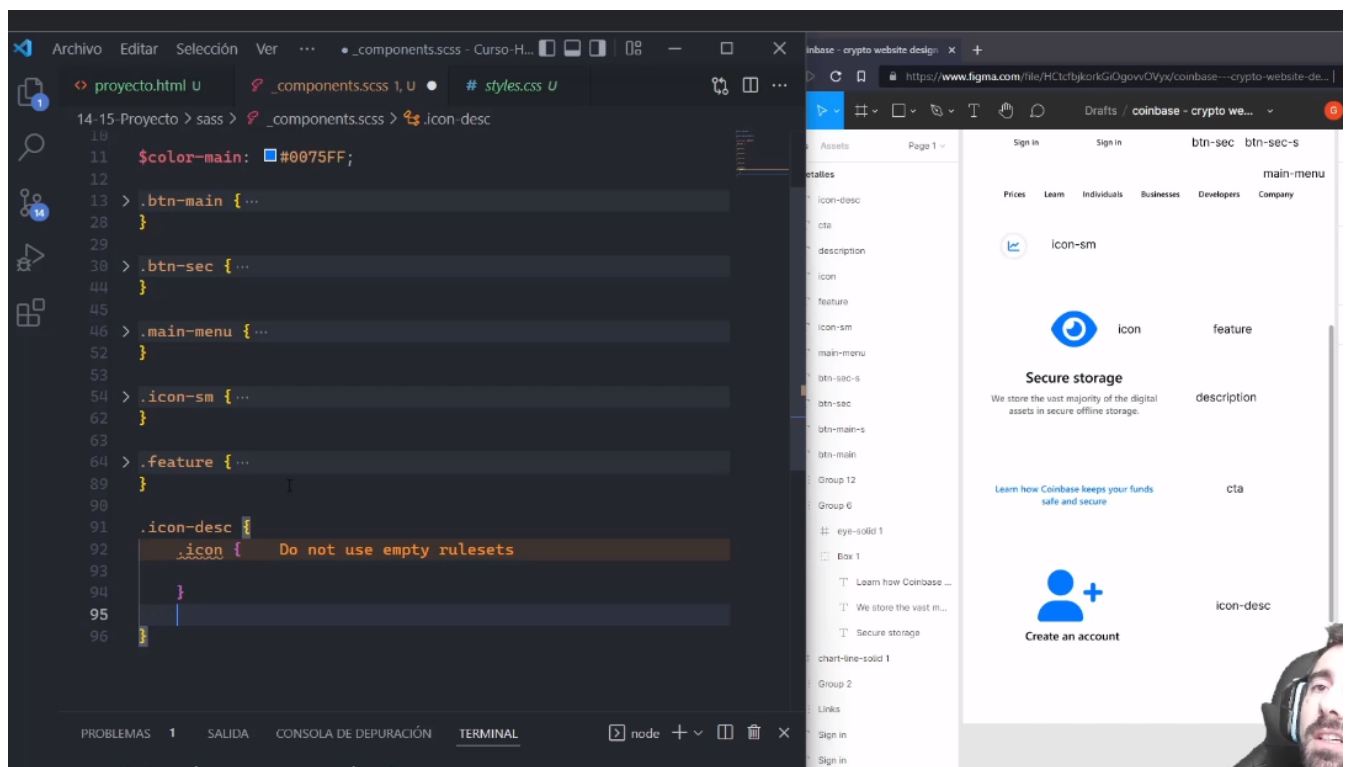 Archivo Editar Selección Ver ··· ● _components.scss - Curso-H...
proyecto.html U _components.scss 1, U ● # styles.css U
14-15-Proyecto > sass > _components.scss > .icon-desc
10
11 $color-main: #0075FF;
12
13 > .btn-main { ···
28 }
29
30 > .btn-sec { ···
44 }
45
46 > .main-menu { ···
52 }
53
54 > .icon-sm { ···
62 }
63
64 > .feature { ···
89 }
90
91 .icon-desc {
92 .icon { Do not use empty rulesets
93
94 }
95
96 }
PROBLEMAS 1 SALIDA CONSOLA DE DEPURACIÓN TERMINAL node
1
14
inbase - crypto website design × +
https://www.figma.com/file/HCtcfbjkorkGiOgovvOVyx/coinbase---crypto-website-de...
Drafts / coinbase - crypto we... G
s Assets Page 1
etalles
icon-desc
cta
description
icon
feature
icon-sm
main-menu
btn-sec-s
btn-sec
btn-main-s
btn-main
Group 12
Group 6
eye-solid 1
Box 1
T Learn how Coinbase ...
T We store the vast m...
T Secure storage
chart-line-solid 1
Group 2
Links
Sign in
Sign in
Sign in Sign in btn-sec btn-sec-s
main-menu
Prices Learn Individuals Businesses Developers Company
icon-sm
icon feature
Secure storage
We store the vast majority of the digital
assets in secure offline storage.
description
Learn how Coinbase keeps your funds
safe and secure
cta
icon-desc
Create an account